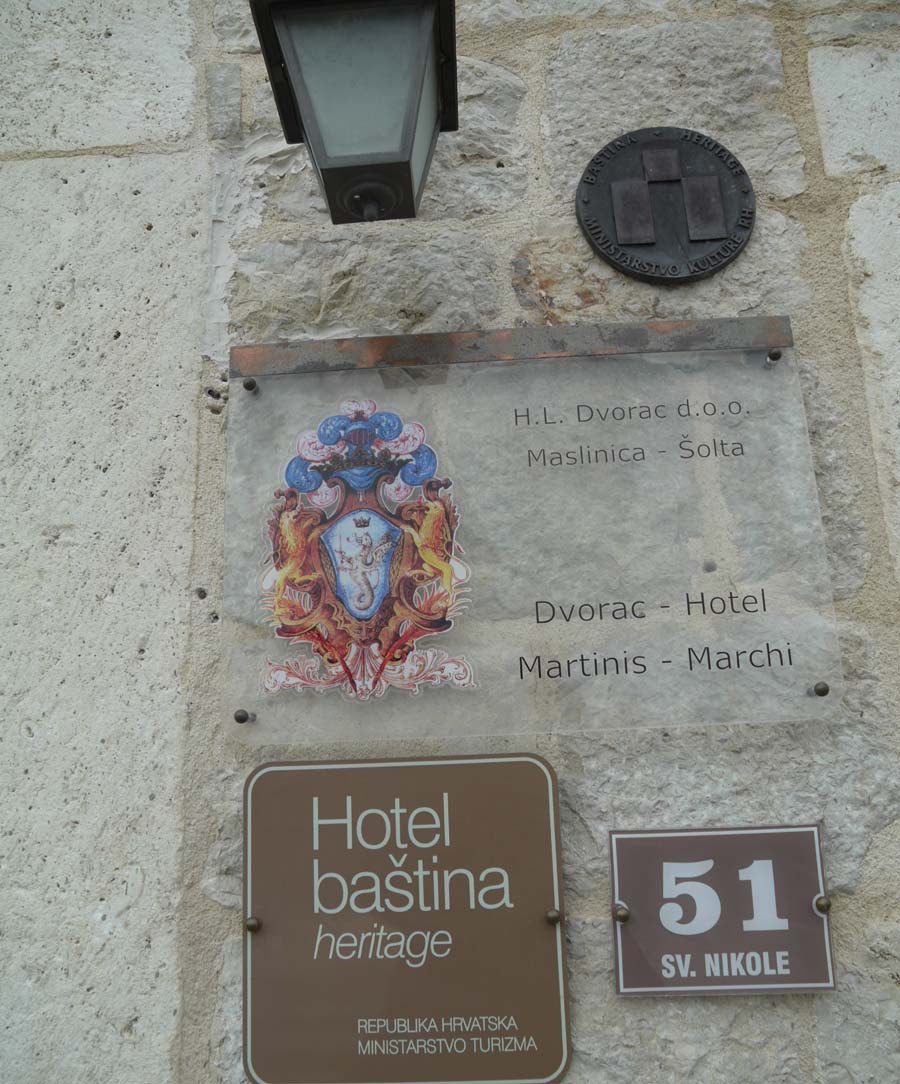 BAŠTINA - HERITAGE
MINISTARSTVO KULTURE RH
H.L. Dvorac d.o.o.
Maslinica - Šolta
Dvorac - Hotel
Martinis - Marchi
Hotel
baština
heritage
REPUBLIKA HRVATSKA
MINISTARSTVO TURIZMA
51
SV. NIKOLE